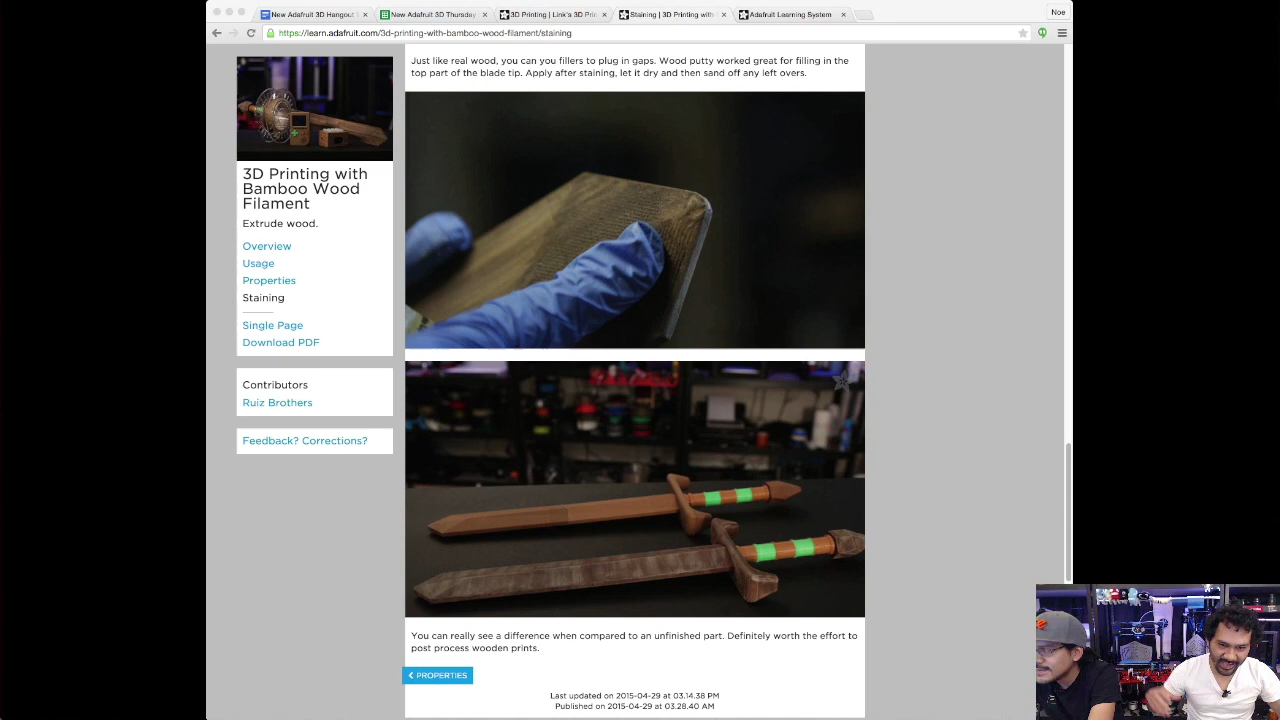 New Adafruit 3D Hangout
New Adafruit 3D Thursday
3D Printing | Link's 3D Prin
Staining | 3D Printing with
Adafruit Learning System
Noe
https://learn.adafruit.com/3d-printing-with-bamboo-wood-filament/staining
3D Printing with
Bamboo Wood
Filament
Extrude wood.
Overview
Usage
Properties
Staining
Single Page
Download PDF
Contributors
Ruiz Brothers
Feedback? Corrections?
Just like real wood, you can you fillers to plug in gaps. Wood putty worked great for filling in the
top part of the blade tip. Apply after staining, let it dry and then sand off any left overs.
You can really see a difference when compared to an unfinished part. Definitely worth the effort to
post process wooden prints.
PROPERTIES
Last updated on 2015-04-29 at 03.14.38 PM
Published on 2015-04-29 at 03.28.40 AM